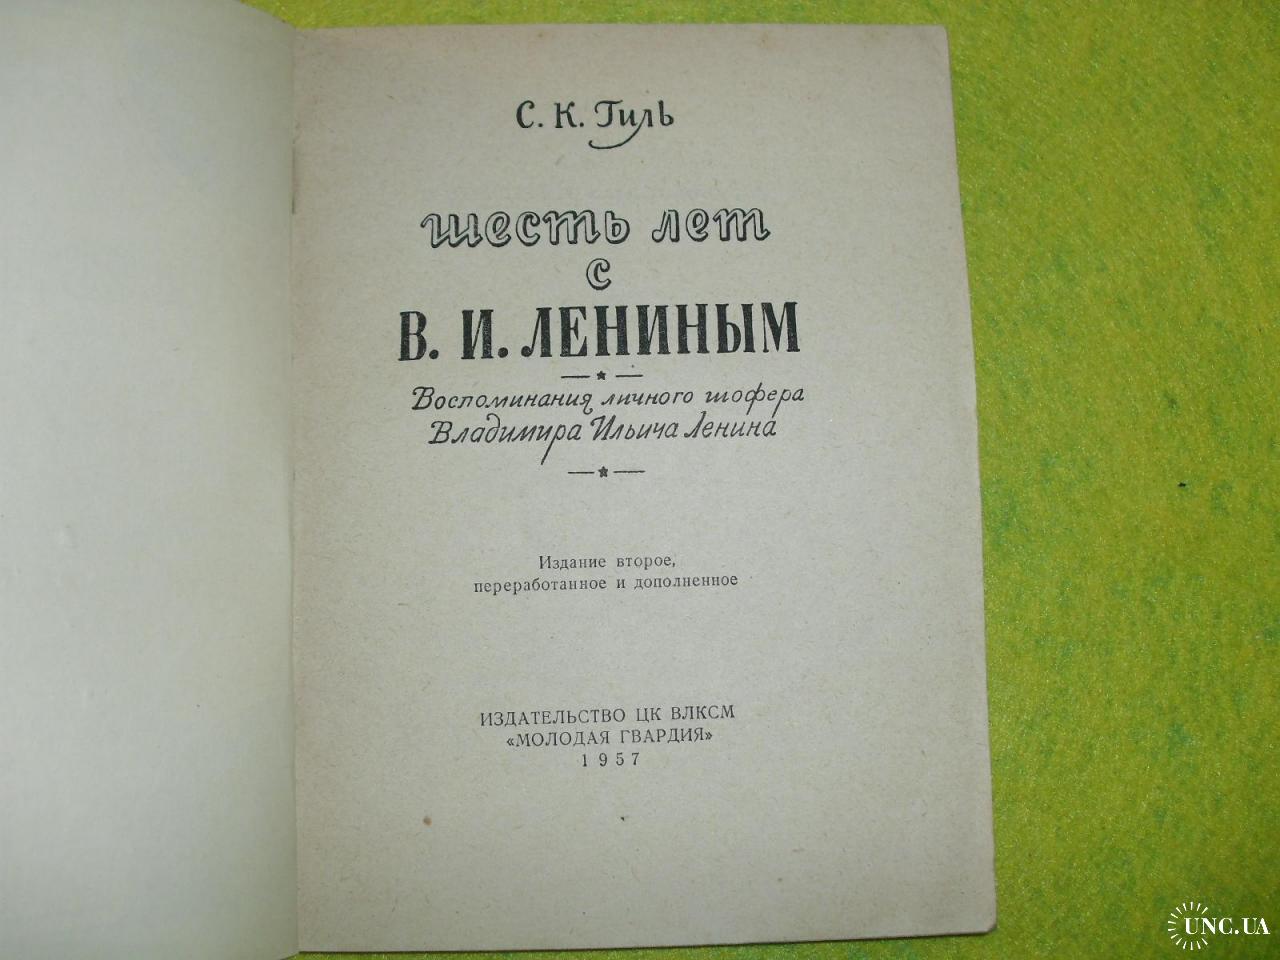 С. К. Гиль
шесть лет
с
В. И. ЛЕНИНЫМ
Воспоминания личного шофера
Владимира Ильича Ленина
Издание второе,
переработанное и дополненное
ИЗДАТЕЛЬСТВО ЦК ВЛКСМ
«МОЛОДАЯ ГВАРДИЯ»
1957
UNC.UA